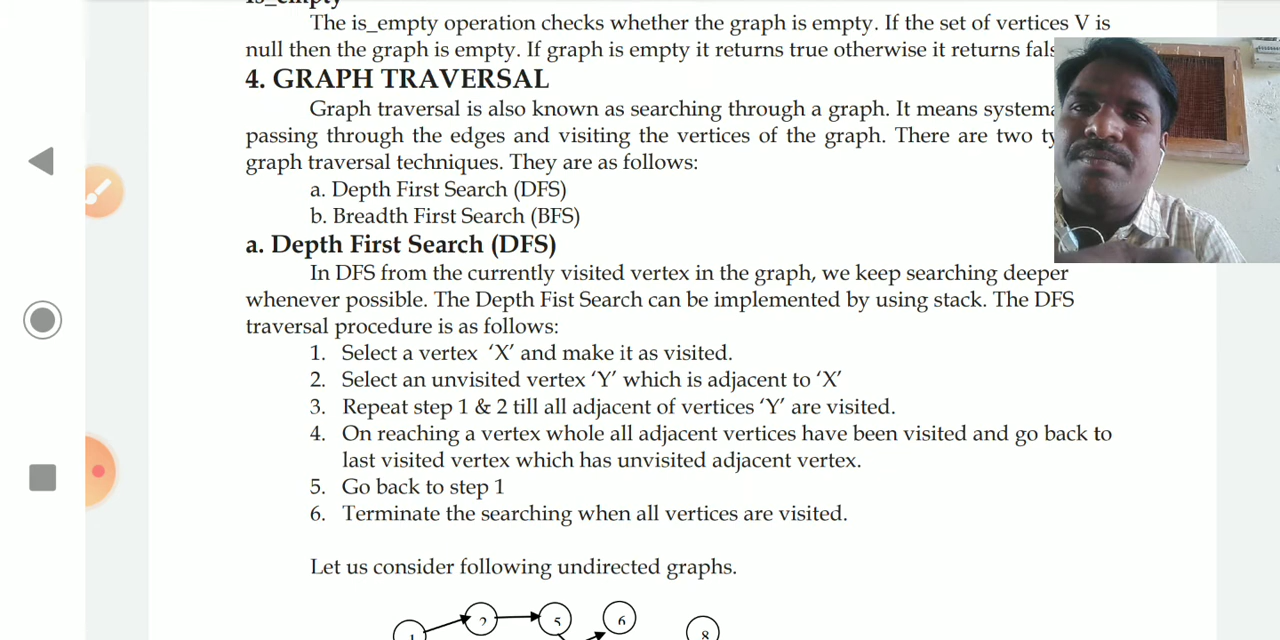 The is_empty operation checks whether the graph is empty. If the set of vertices V is
null then the graph is empty. If graph is empty it returns true otherwise it returns
4. GRAPH TRAVERSAL
Graph traversal is also known as searching through a graph. It means
passing through the edges and visiting the vertices of the graph. There are two
graph traversal techniques. They are as follows:
a. Depth First Search (DFS)
b. Breadth First Search (BFS)
a. Depth First Search (DFS)
In DFS from the currently visited vertex in the graph, we keep searching deeper
whenever possible. The Depth Fist Search can be implemented by using stack. The DFS
traversal procedure is as follows:
1. Select a vertex ‘X’ and make it as visited.
2. Select an unvisited vertex ‘Y’ which is adjacent to ‘X’
3. Repeat step 1 & 2 till all adjacent of vertices ‘Y’ are visited.
4. On reaching a vertex whole all adjacent vertices have been visited and go back to
last visited vertex which has unvisited adjacent vertex.
5. Go back to step 1
6. Terminate the searching when all vertices are visited.
Let us consider following undirected graphs.
2 5 6
1 8